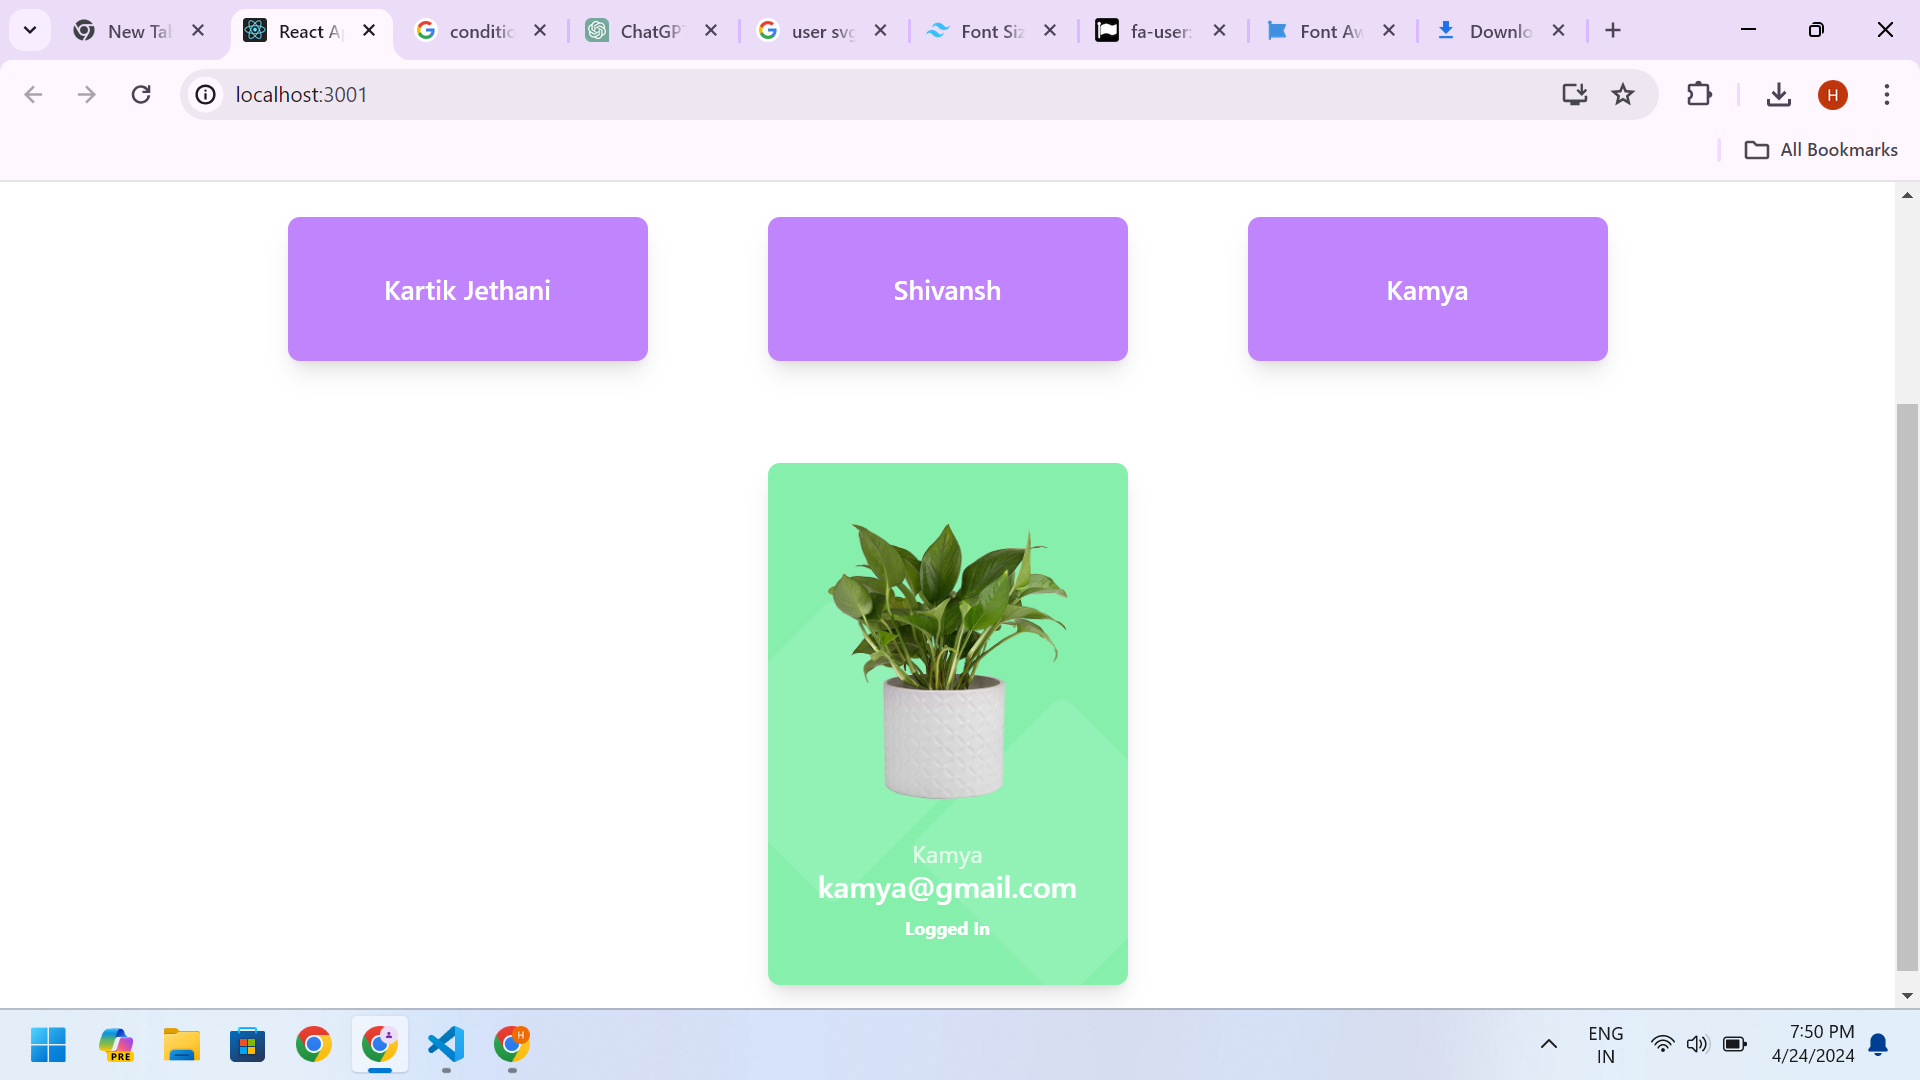 New Ta
React A
conditic
ChatGP
user svg
Font Siz
fa-user:
Font Aw
Downlo
localhost:3001
H
All Bookmarks
Kartik Jethani
Shivansh
Kamya
Kamya
kamya@gmail.com
Logged In
PRE
H
ENG
IN
7:50 PM
4/24/2024